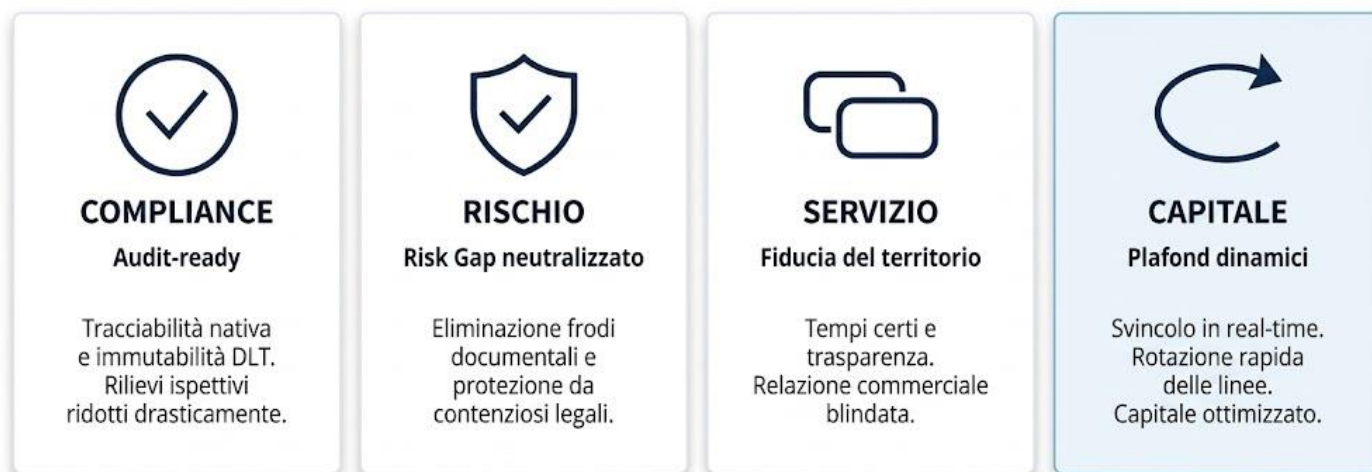 COMPLIANCE
Audit-ready
Tracciabilità nativa
e immutabilità DLT.
Rilievi ispettivi
ridotti drasticamente.
RISCHIO
Risk Gap neutralizzato
Eliminazione frodi
documentali e
protezione da
contenziosi legali.
SERVIZIO
Fiducia del territorio
Tempi certi e
trasparenza.
Relazione commerciale
blindata.
CAPITALE
Plafond dinamici
Svincolo in real-time.
Rotazione rapida
delle linee.
Capitale ottimizzato.